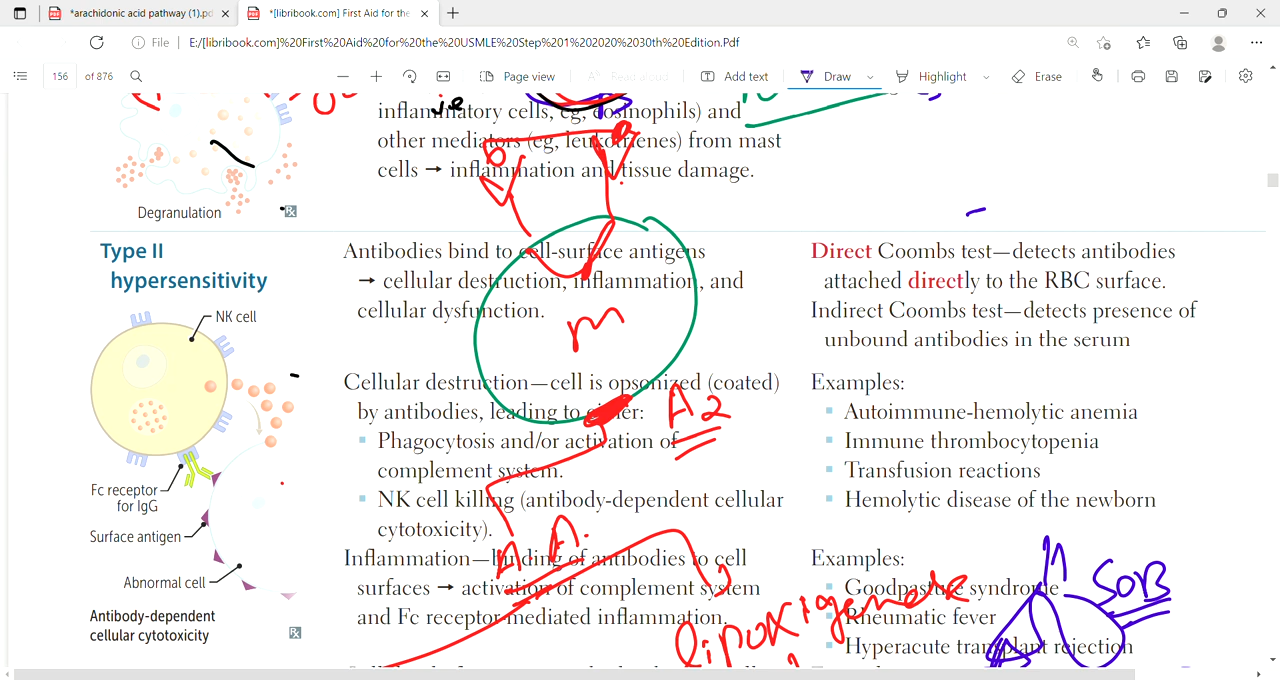 *arachidonic acid pathway (1).pd
*[libribook.com] First Aid for the
File
E:/[libribook.com]%20First%20Aid%20for%20the%20USMLE%20Step%201%202020%2030th%20Edition.Pdf
156 of 876
Page view
Read aloud
Add text
Draw
Highlight
Erase
inflammatory cells, eg, eosinophils) and
i.e
other mediators (eg, leukotrienes) from mast
cells → inflammation and tissue damage.
Degranulation
Rx
Type II
hypersensitivity
NK cell
Fc receptor
for IgG
Surface antigen
Abnormal cell
Antibody-dependent
cellular cytotoxicity
Rx
Antibodies bind to cell-surface antigens
→ cellular destruction, inflammation, and
cellular dysfunction.
m
Cellular destruction—cell is opsonized (coated)
by antibodies, leading to either:
A2
Phagocytosis and/or activation of
complement system.
NK cell killing (antibody-dependent cellular
cytotoxicity).
A.A.
Inflammation—binding of antibodies to cell
surfaces → activation of complement system
and Fc receptor-mediated inflammation.
Lipoxigenase
Direct Coombs test—detects antibodies
attached directly to the RBC surface.
Indirect Coombs test—detects presence of
unbound antibodies in the serum
Examples:
Autoimmune-hemolytic anemia
Immune thrombocytopenia
Transfusion reactions
Hemolytic disease of the newborn
Examples:
SOB
Goodpasture syndrome
Rheumatic fever
Hyperacute transplant rejection